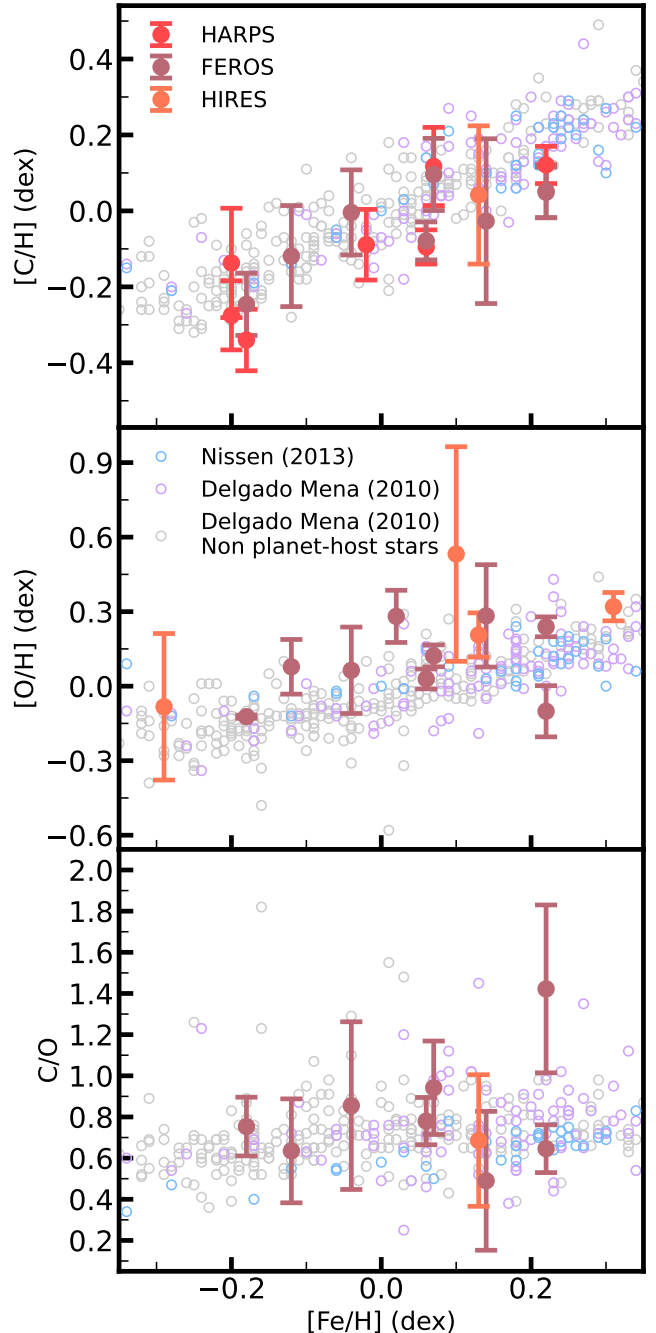 HARPS
FEROS
HIRES
0.4
0.2
0.0
−0.2
−0.4
[C/H] (dex)
Nissen (2013)
Delgado Mena (2010)
Delgado Mena (2010)
Non planet-host stars
0.9
0.6
0.3
0.0
−0.3
−0.6
[O/H] (dex)
2.0
1.8
1.6
1.4
1.2
1.0
0.8
0.6
0.4
0.2
C/O
−0.2
0.0
0.2
[Fe/H] (dex)